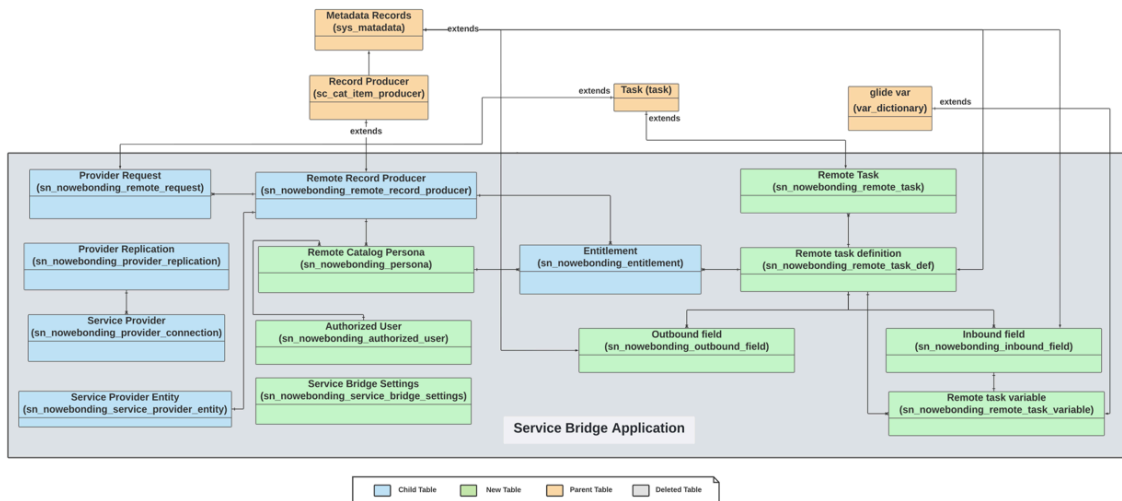 Metadata Records
(sys_matadata)
extends
Record Producer
(sc_cat_item_producer)
extends
Task (task)
extends
glide var
(var_dictionary)
extends
extends
Provider Request
(sn_nowebonding_remote_request)
Remote Record Producer
(sn_nowebonding_remote_record_producer)
Remote Task
(sn_nowebonding_remote_task)
Provider Replication
(sn_nowebonding_provider_replication)
Remote Catalog Persona
(sn_nowebonding_persona)
Entitlement
(sn_nowebonding_entitlement)
Remote task definition
(sn_nowebonding_remote_task_def)
Service Provider
(sn_nowebonding_provider_connection)
Authorized User
(sn_nowebonding_authorized_user)
Outbound field
(sn_nowebonding_outbound_field)
Inbound field
(sn_nowebonding_inbound_field)
Service Provider Entity
(sn_nowebonding_service_provider_entity)
Service Bridge Settings
(sn_nowebonding_service_bridge_settings)
Remote task variable
(sn_nowebonding_remote_task_variable)
Service Bridge Application
Child Table
New Table
Parent Table
Deleted Table